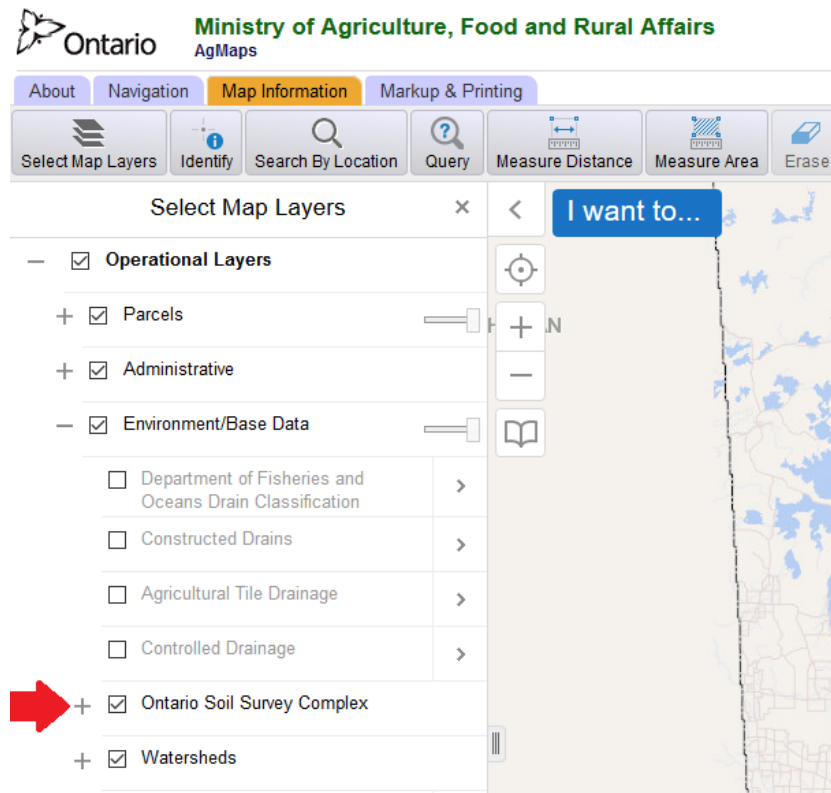 Ontario
Ministry of Agriculture, Food and Rural Affairs
AgMaps
About Navigation Map Information Markup & Printing
Select Map Layers Identify Search By Location Query Measure Distance Measure Area Erase
Select Map Layers
I want to...
Operational Layers
Parcels
Administrative
Environment/Base Data
Department of Fisheries and
Oceans Drain Classification
Constructed Drains
Agricultural Tile Drainage
Controlled Drainage
Ontario Soil Survey Complex
Watersheds